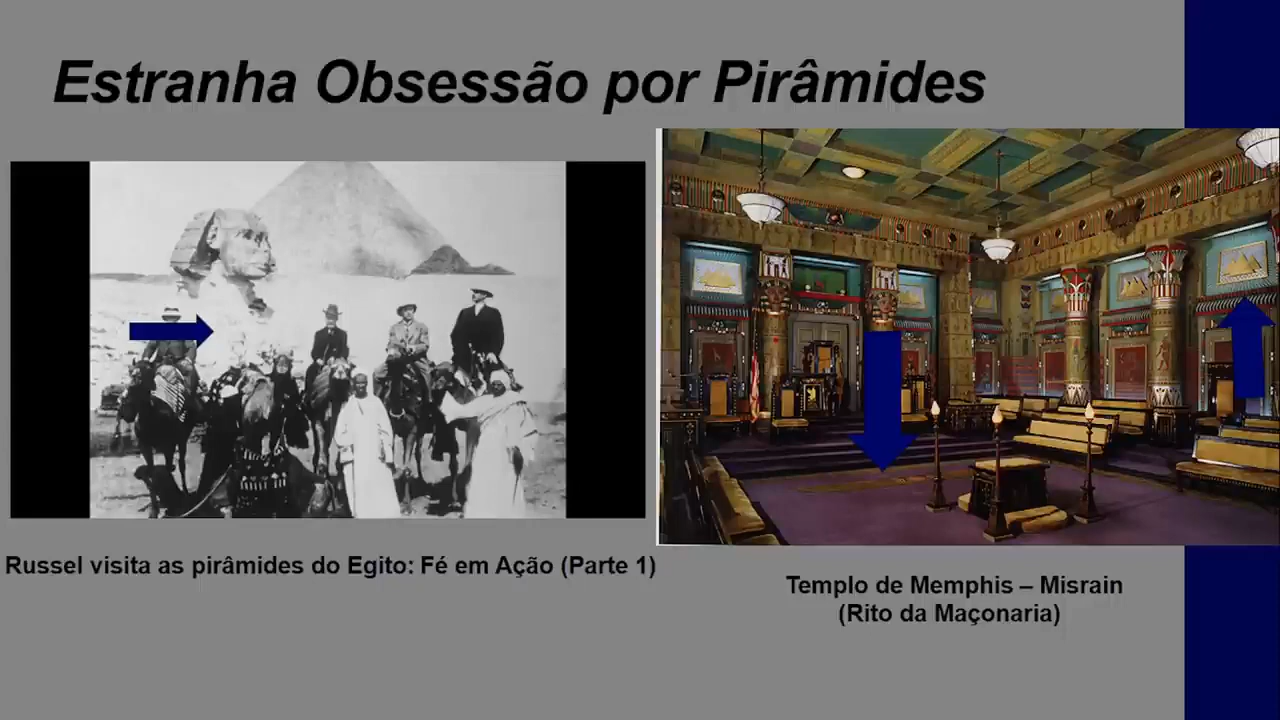 Estranha Obsessão por Pirâmides
Russel visita as pirâmides do Egito: Fé em Ação (Parte 1)
Templo de Memphis – Misrain
(Rito da Maçonaria)